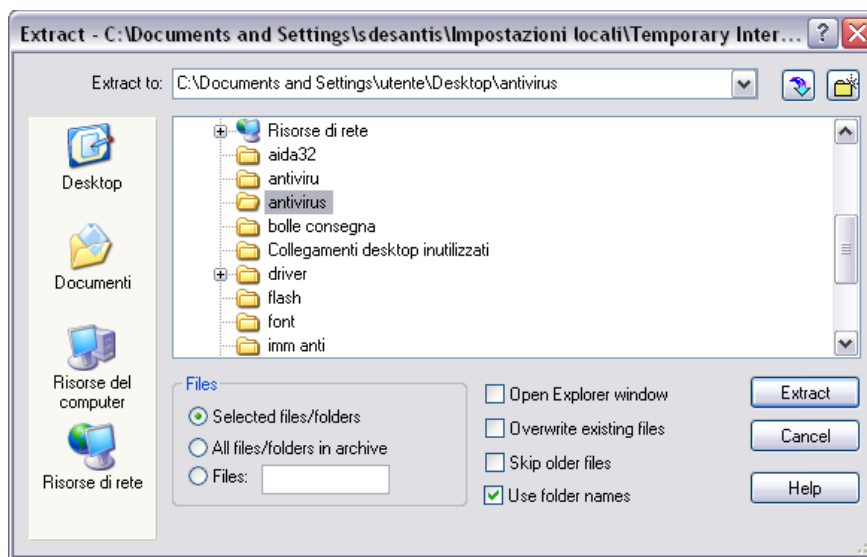 Extract - C:\Documents and Settings\sdesantis\Impostazioni locali\Temporary Inter...
Extract to: C:\Documents and Settings\utente\Desktop\antivirus
Desktop
Documenti
Risorse del
computer
Risorse di rete
Risorse di rete
aida32
antiviru
antivirus
bolle consegna
Collegamenti desktop inutilizzati
driver
flash
font
imm anti
Files
Selected files/folders
All files/folders in archive
Files:
Open Explorer window
Overwrite existing files
Skip older files
Use folder names
Extract
Cancel
Help